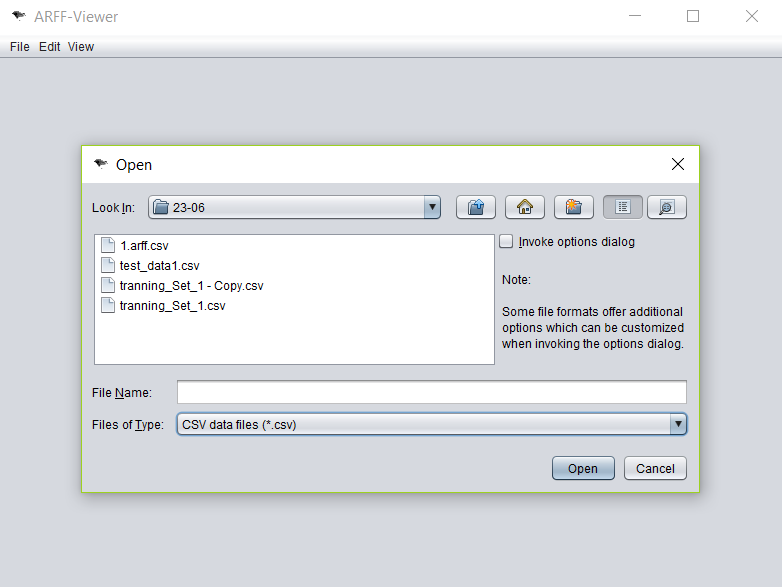 ARFF-Viewer
File Edit View
Open
Look In: 23-06
1.arff.csv
test_data1.csv
tranning_Set_1 - Copy.csv
tranning_Set_1.csv
Invoke options dialog
Note:
Some file formats offer additional
options which can be customized
when invoking the options dialog.
File Name:
Files of Type: CSV data files (*.csv)
Open Cancel